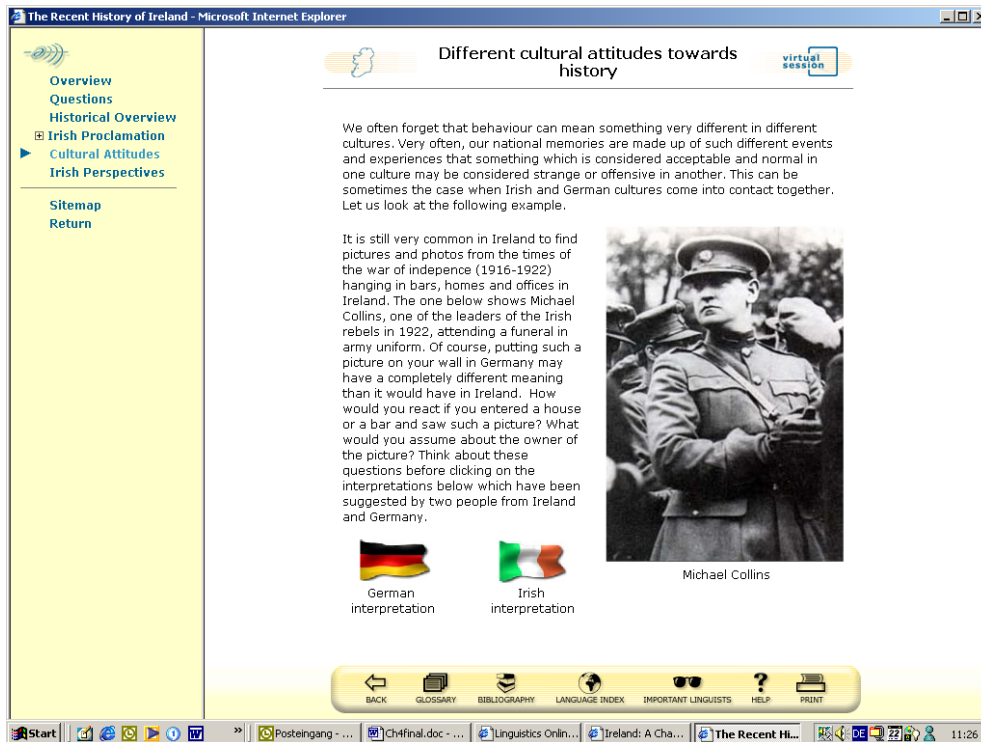 The Recent History of Ireland - Microsoft Internet Explorer
Overview
Questions
Historical Overview
Irish Proclamation
Cultural Attitudes
Irish Perspectives
Sitemap
Return
Different cultural attitudes towards
history
virtual
session
We often forget that behaviour can mean something very different in different
cultures. Very often, our national memories are made up of such different events
and experiences that something which is considered acceptable and normal in
one culture may be considered strange or offensive in another. This can be
sometimes the case when Irish and German cultures come into contact together.
Let us look at the following example.
It is still very common in Ireland to find
pictures and photos from the times of
the war of indepence (1916-1922)
hanging in bars, homes and offices in
Ireland. The one below shows Michael
Collins, one of the leaders of the Irish
rebels in 1922, attending a funeral in
army uniform. Of course, putting such a
picture on your wall in Germany may
have a completely different meaning
than it would have in Ireland. How
would you react if you entered a house
or a bar and saw such a picture? What
would you assume about the owner of
the picture? Think about these
questions before clicking on the
interpretations below which have been
suggested by two people from Ireland
and Germany.
Michael Collins
German
interpretation
Irish
interpretation
BACK GLOSSARY BIBLIOGRAPHY LANGUAGE INDEX IMPORTANT LINGUISTS HELP PRINT
Start » Posteingang - ... Ch4final.doc - ... Linguistics Onlin... Ireland: A Cha... The Recent Hi... DE 22 11:26